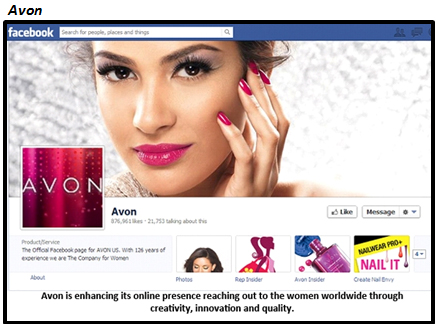 Avon
facebook
Search for people, places and things
AVON
Avon
876,961 likes · 21,753 talking about this
Like
Message
Product/Service
The Official Facebook page for AVON US. With 126 years of
experience we are The Company for Women
About
Photos
Rep Insider
Avon Insider
Create Nail Envy
NAILWEAR PRO+
NAIL IT
4
Avon is enhancing its online presence reaching out to the women worldwide through
creativity, innovation and quality.